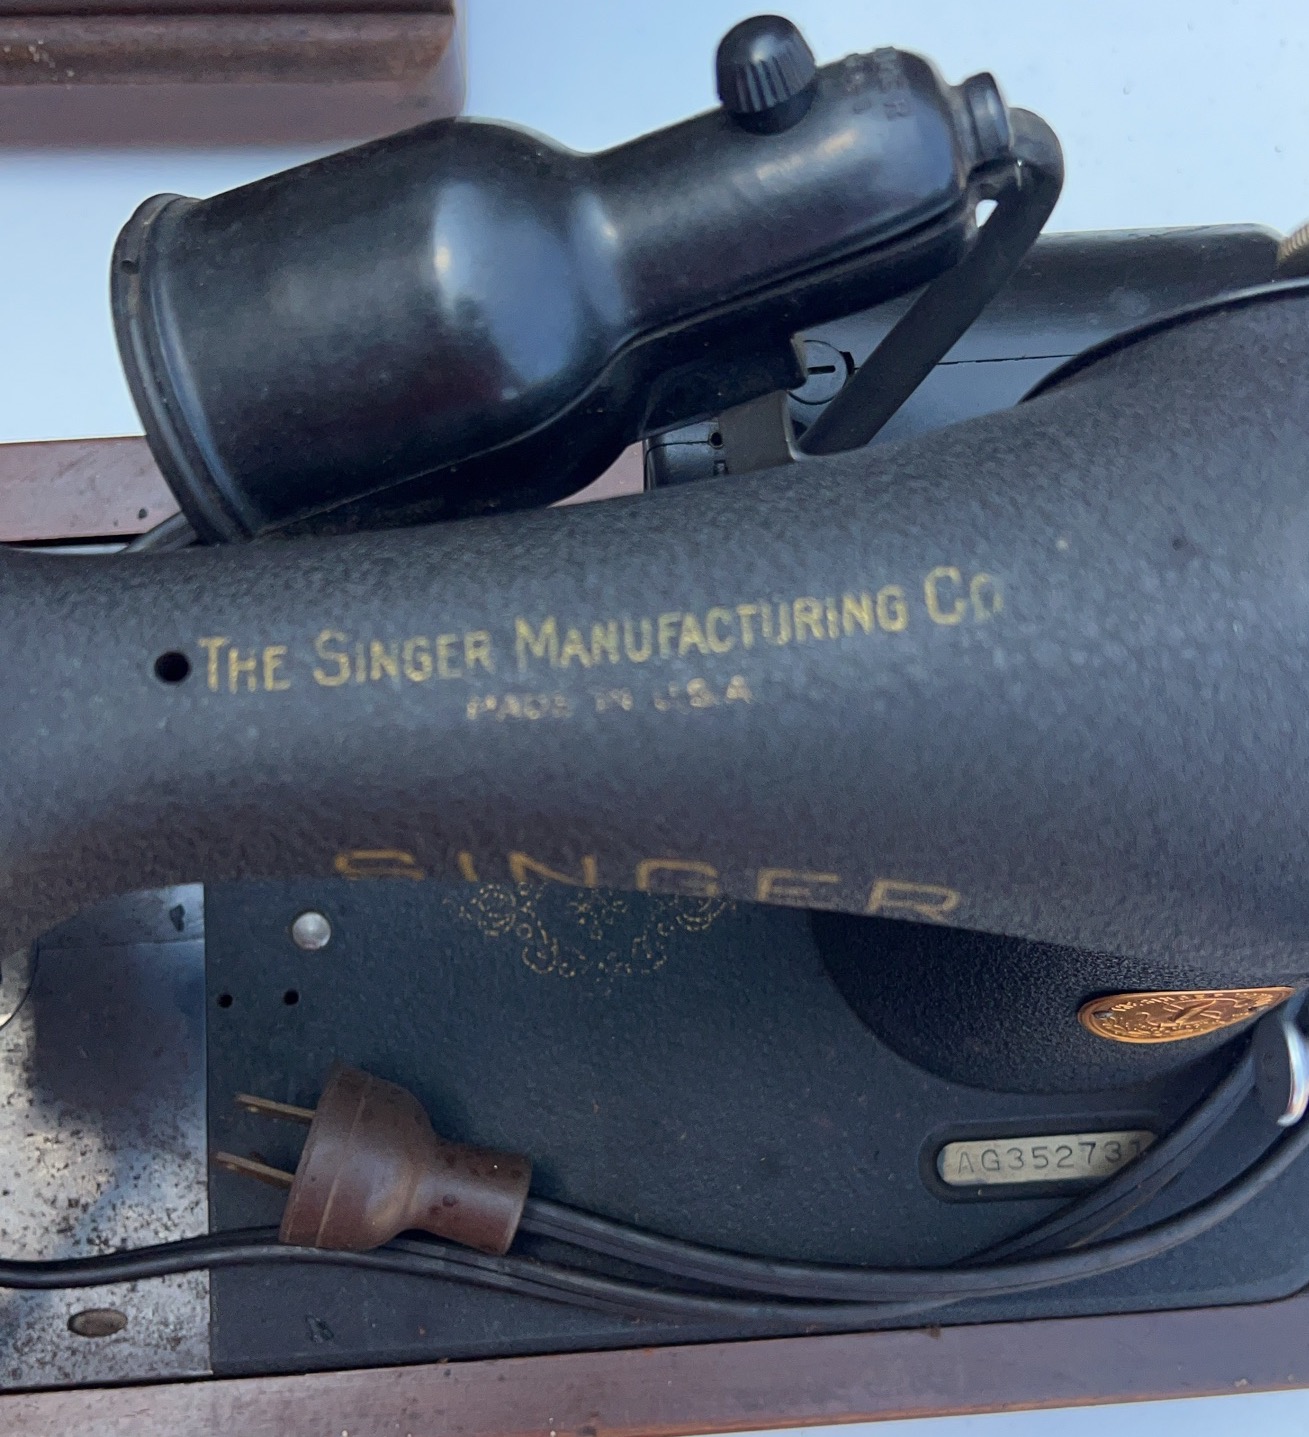 THE SINGER MANUFACTURING CO
MADE IN U.S.A
SINGER
AG352731